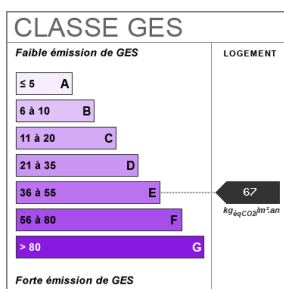 CLASSE GES
Faible émission de GES
LOGEMENT
≤ 5 A
6 à 10 B
11 à 20 C
21 à 35 D
36 à 55 E
67
kgéqCO2/m².an
56 à 80 F
> 80 G
Forte émission de GES